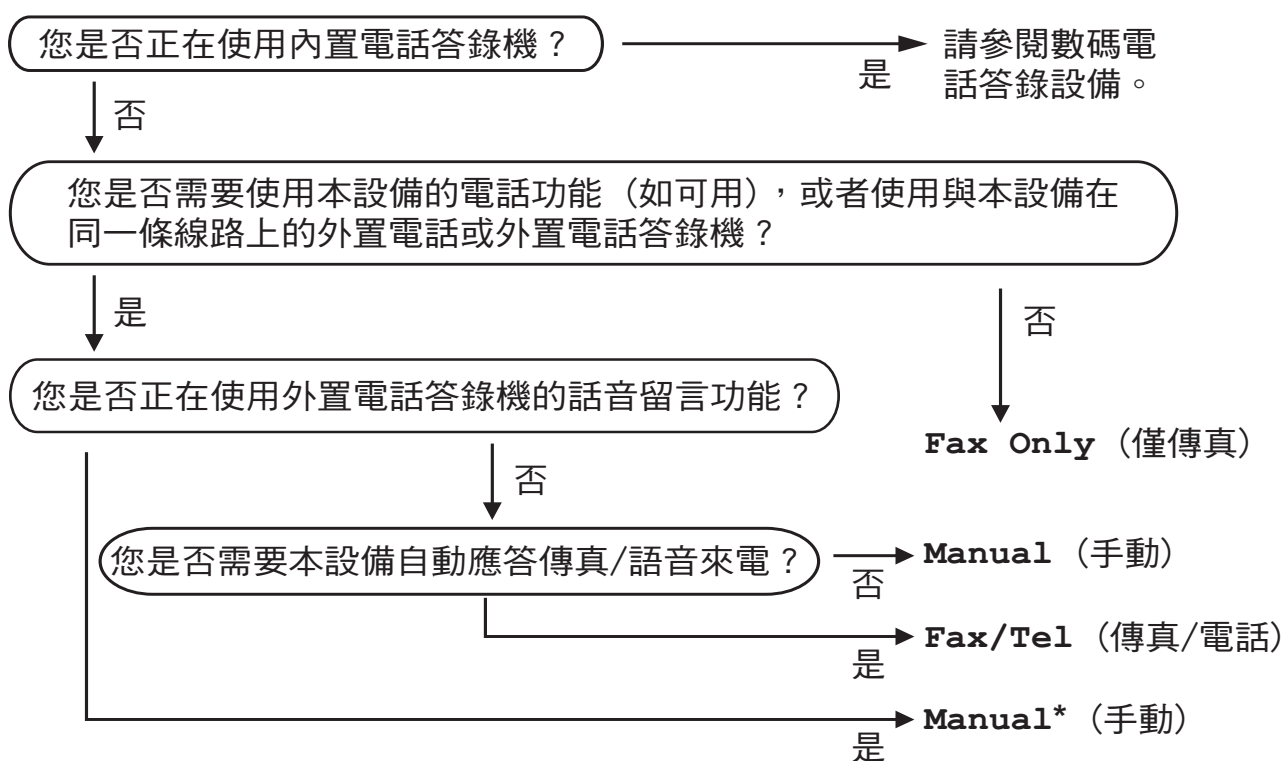 您是否正在使用內置電話答錄機？
是
請參閱數碼電
話答錄設備。
否
您是否需要使用本設備的電話功能（如可用），或者使用與本設備在
同一條線路上的外置電話或外置電話答錄機？
是
否
您是否正在使用外置電話答錄機的話音留言功能？
Fax Only（僅傳真）
否
您是否需要本設備自動應答傳真/語音來電？
否
Manual（手動）
是
Fax/Tel（傳真/電話）
是
Manual*（手動）